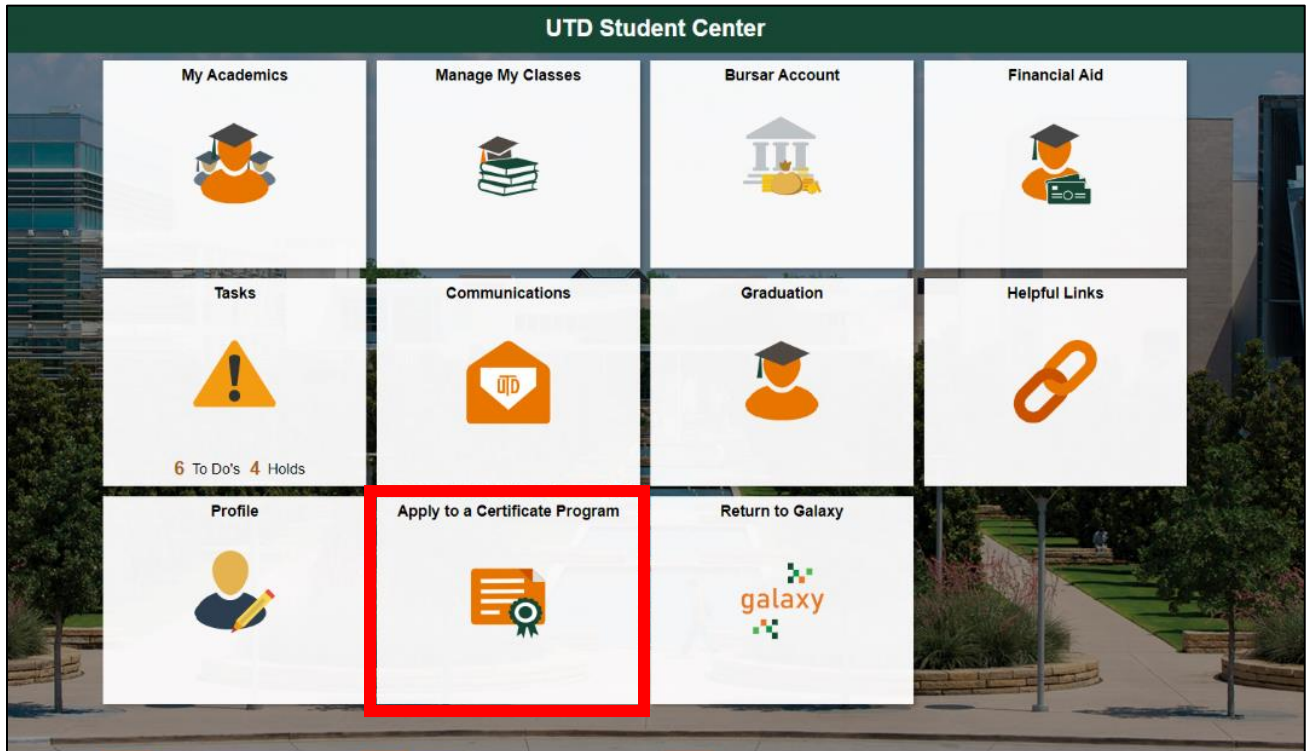 UTD Student Center
My Academics
Manage My Classes
Bursar Account
Financial Aid
Tasks
Communications
Graduation
Helpful Links
UTD
6 To Do's 4 Holds
Profile
Apply to a Certificate Program
Return to Galaxy
galaxy